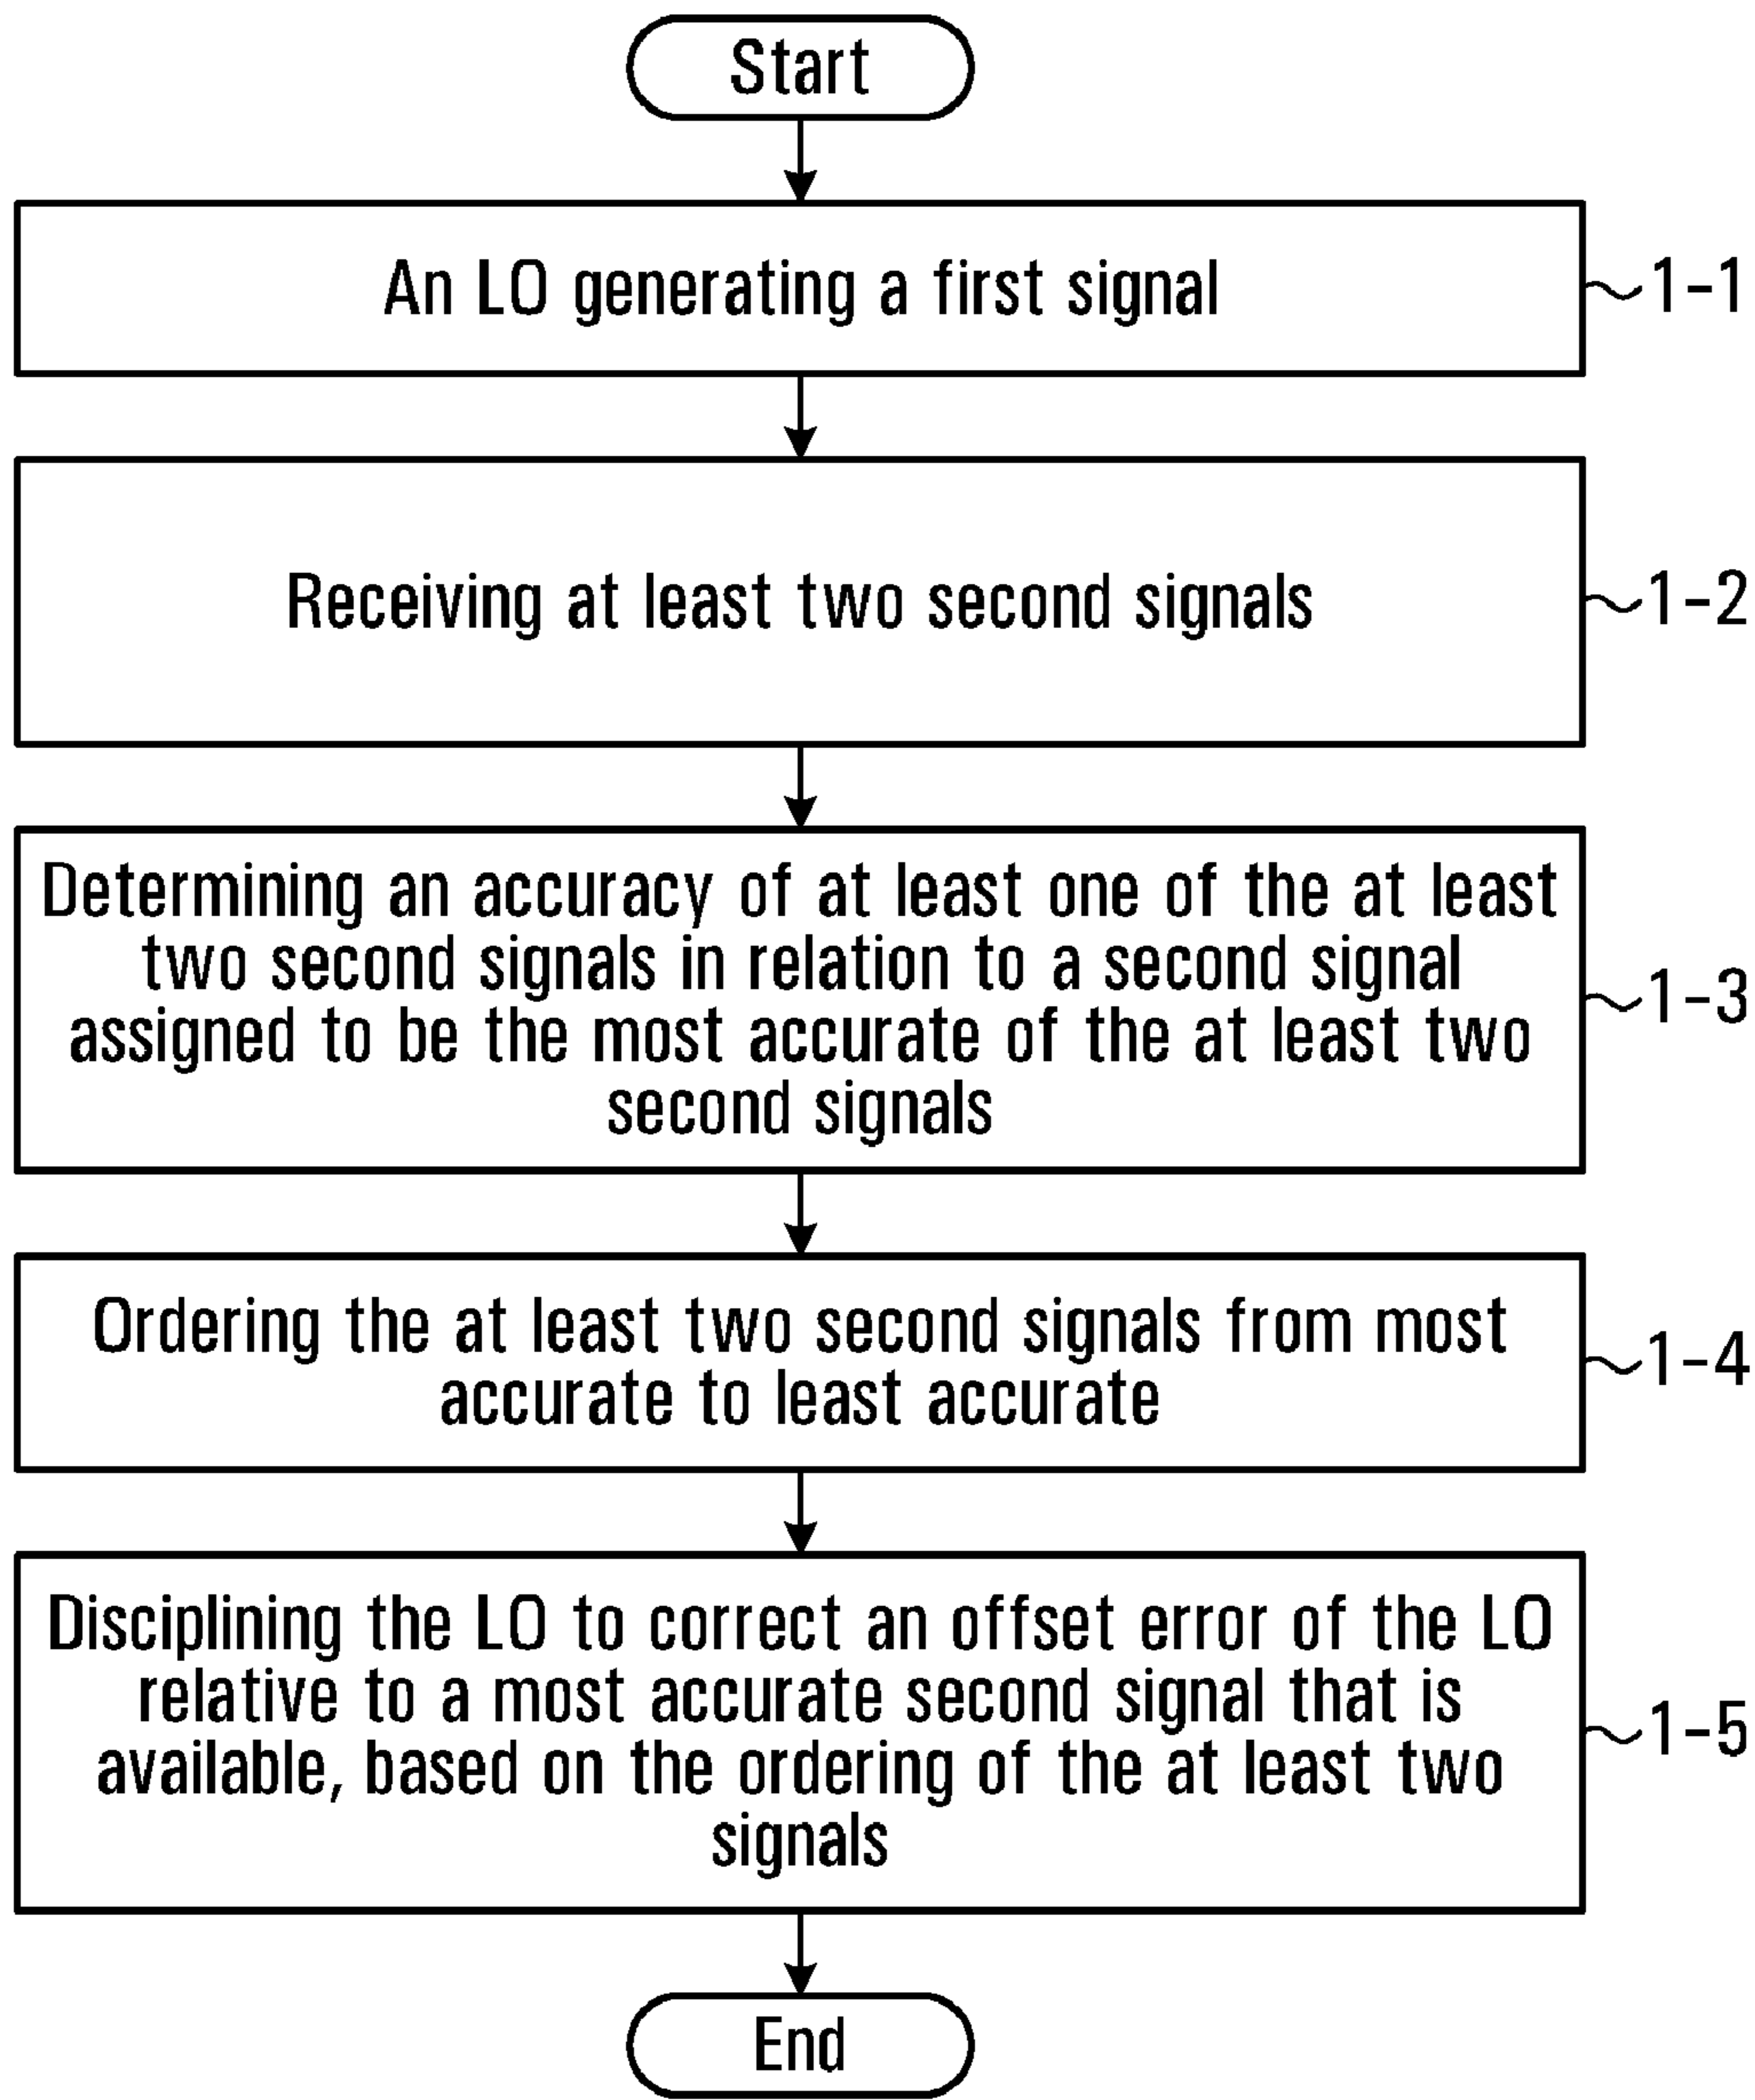 Start
An LO generating a first signal
1-1
Receiving at least two second signals
1-2
Determining an accuracy of at least one of the at least
two second signals in relation to a second signal
assigned to be the most accurate of the at least two
second signals
1-3
Ordering the at least two second signals from most
accurate to least accurate
1-4
Disciplining the LO to correct an offset error of the LO
relative to a most accurate second signal that is
available, based on the ordering of the at least two
signals
1-5
End